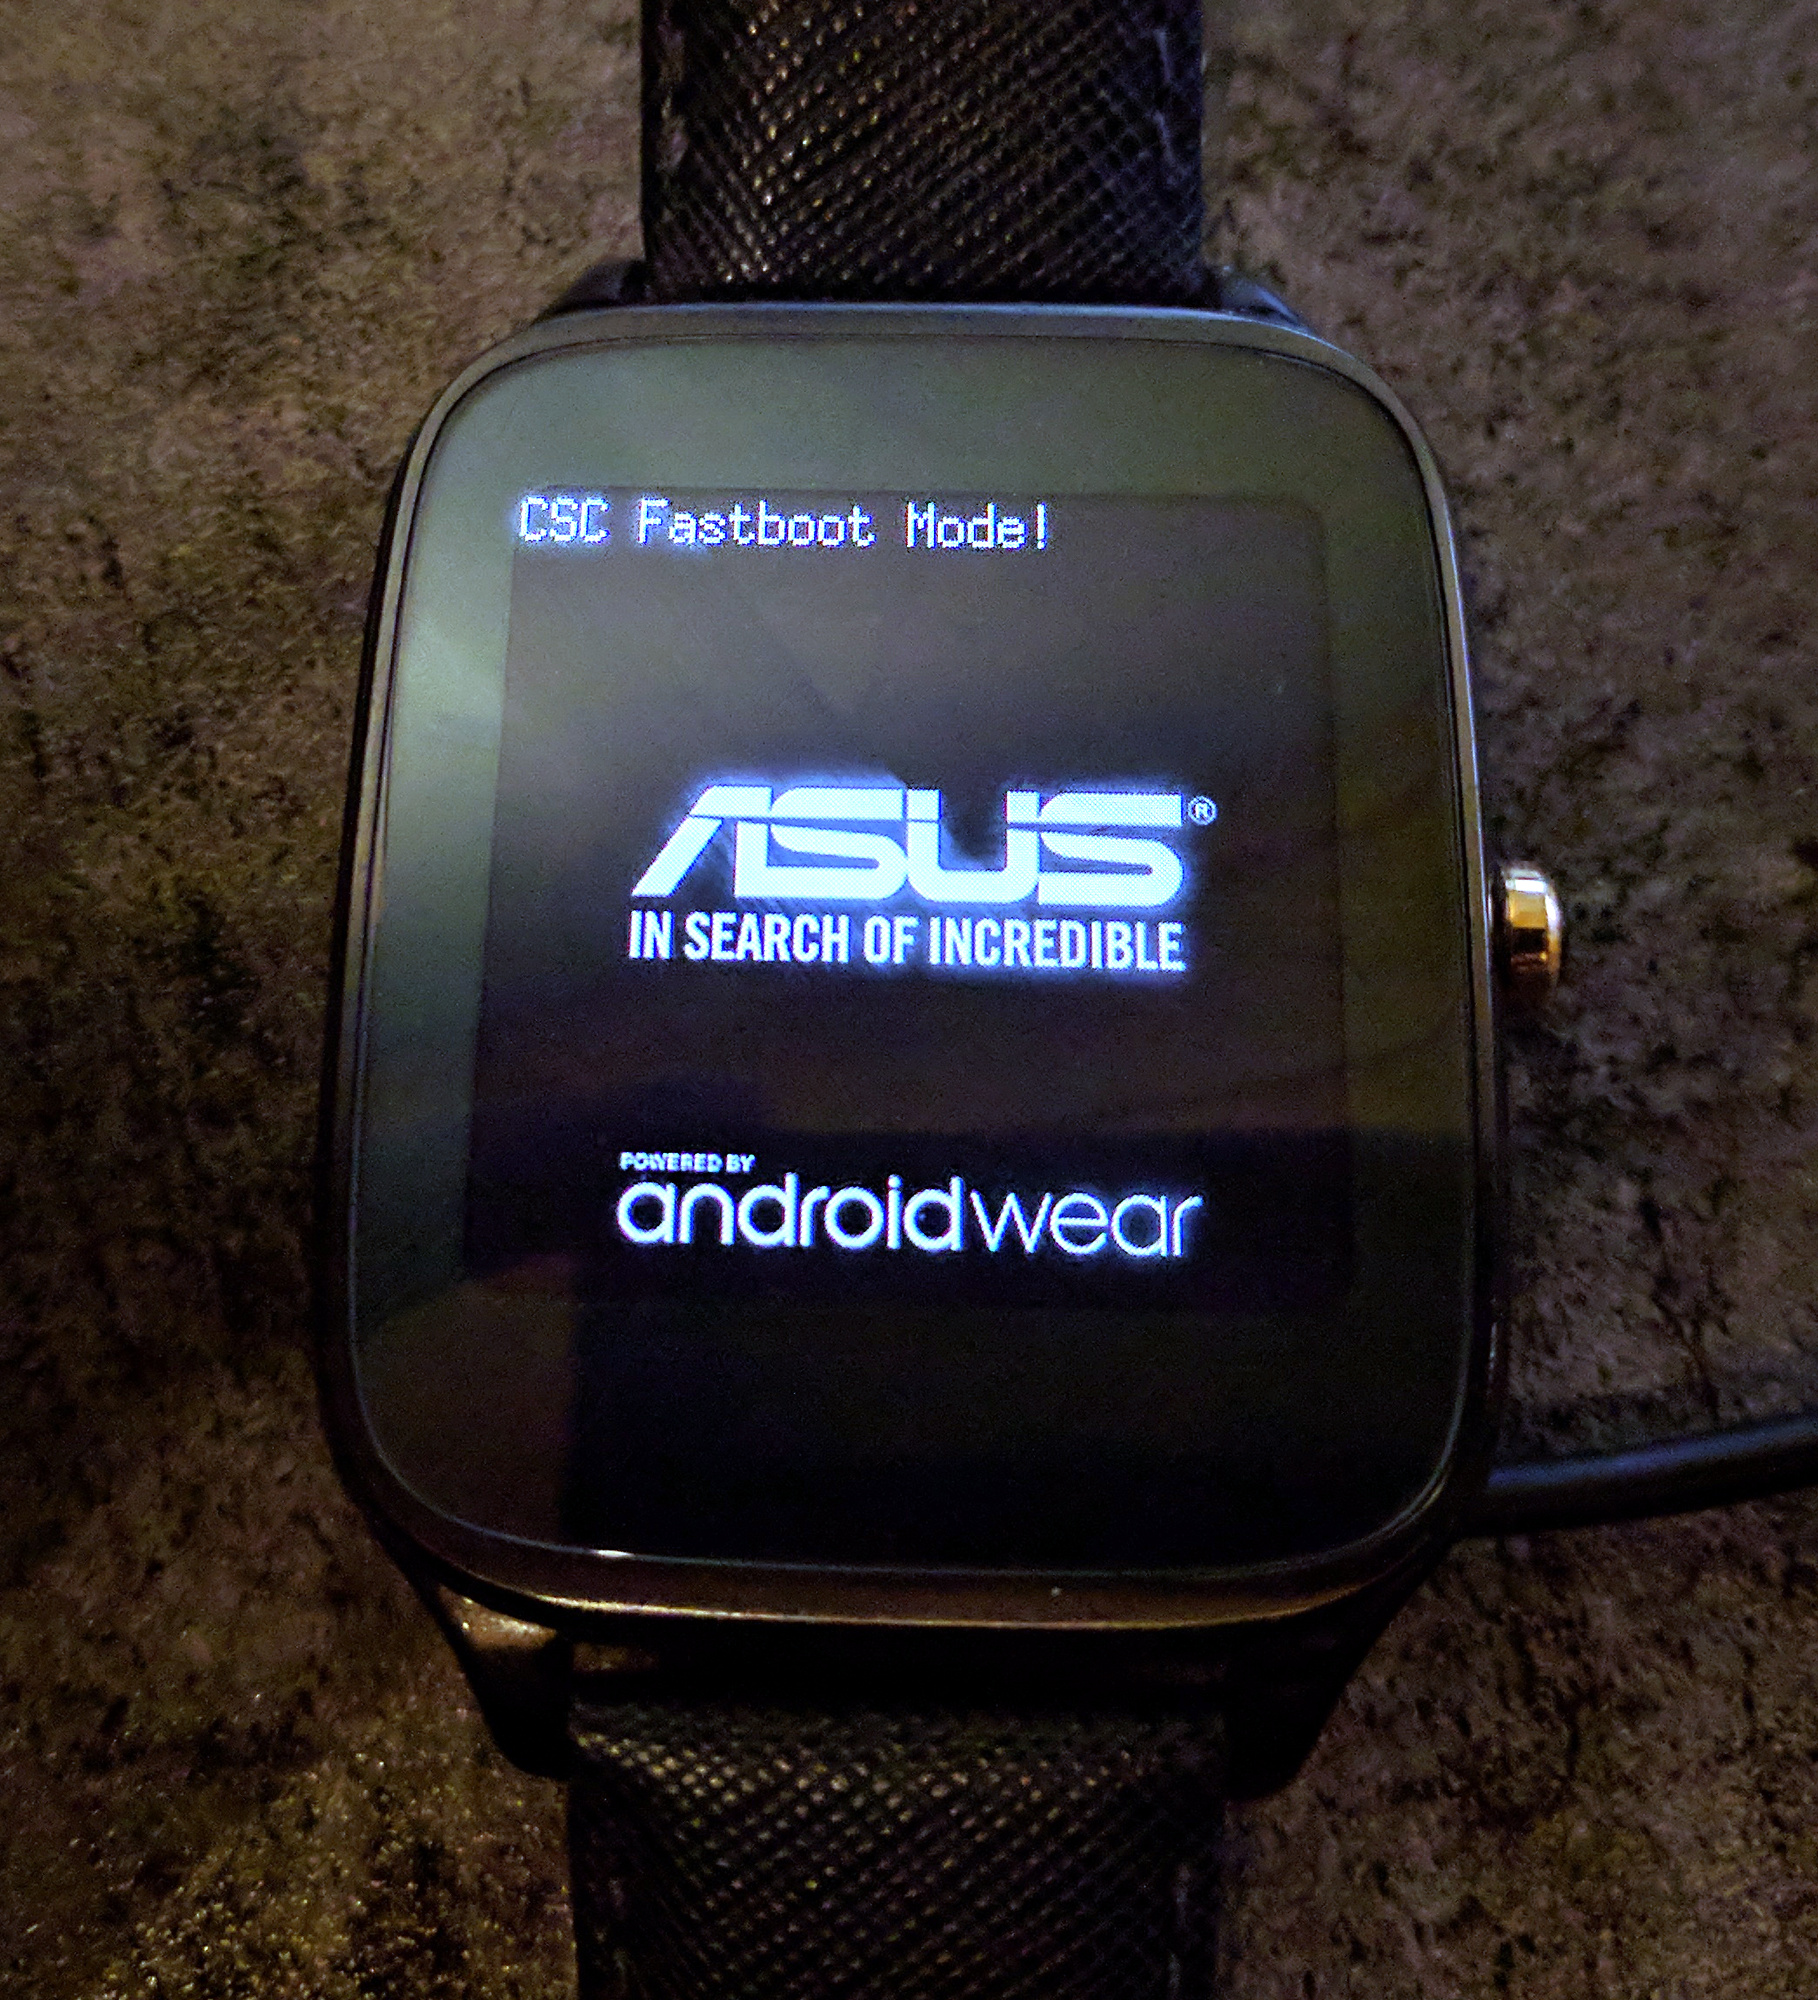 CSC Fastboot Mode!
ASUS®
IN SEARCH OF INCREDIBLE
POWERED BY
androidwear